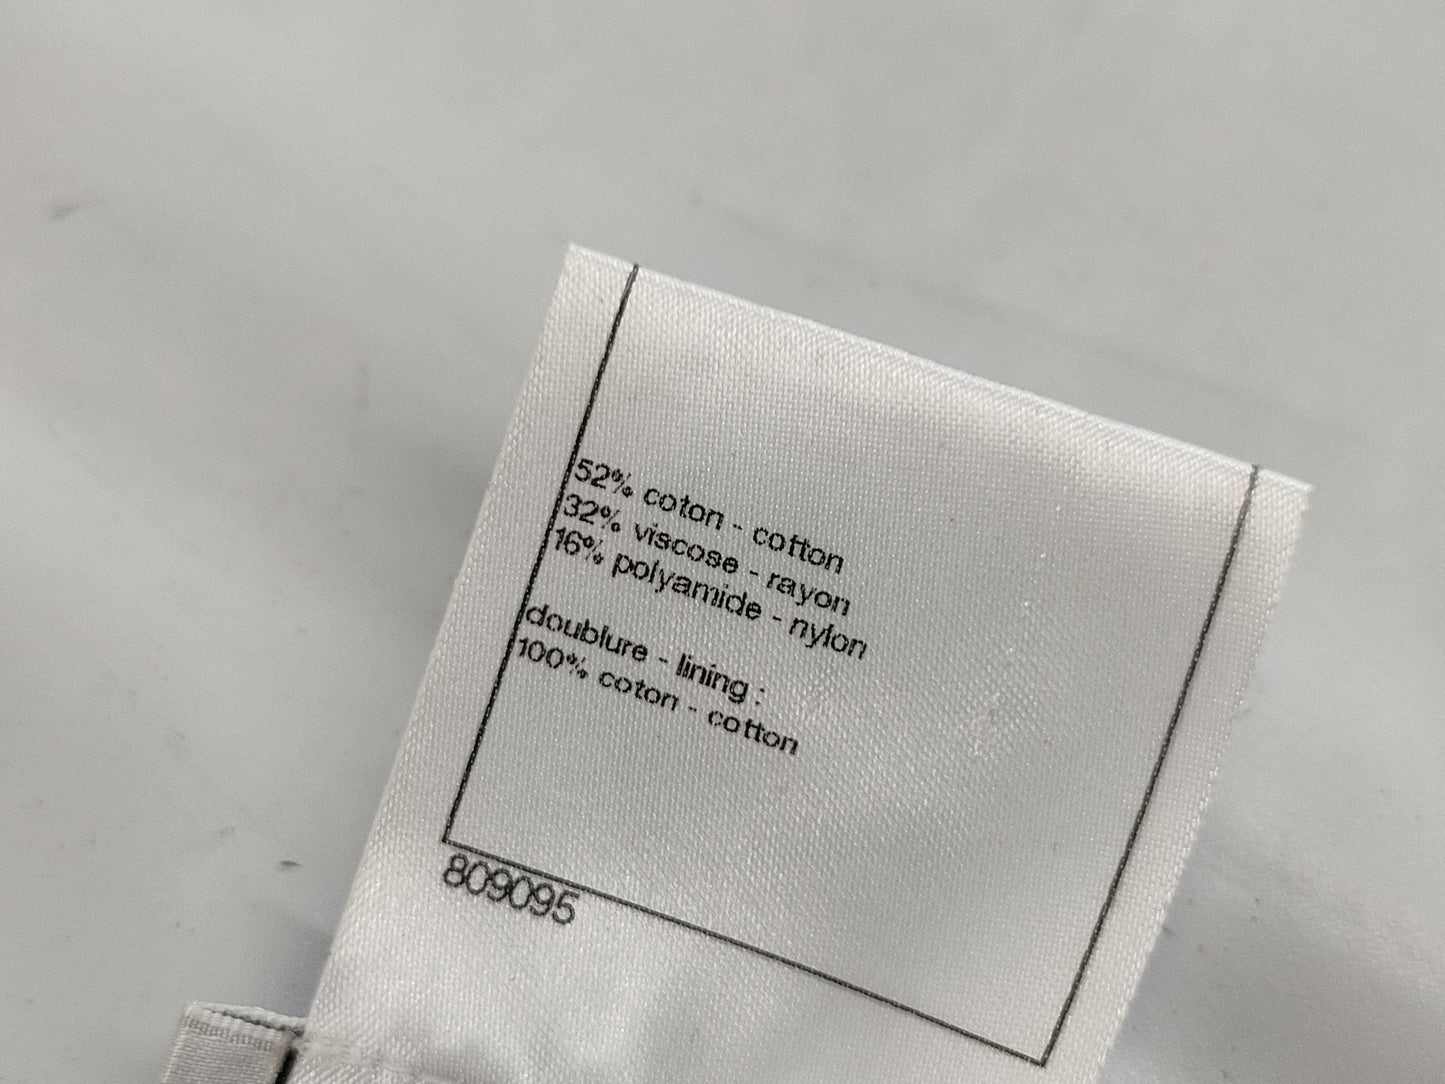 52% coton - cotton
32% viscose - rayon
16% polyamide - nylon
doublure - lining :
100% coton - cotton
809095